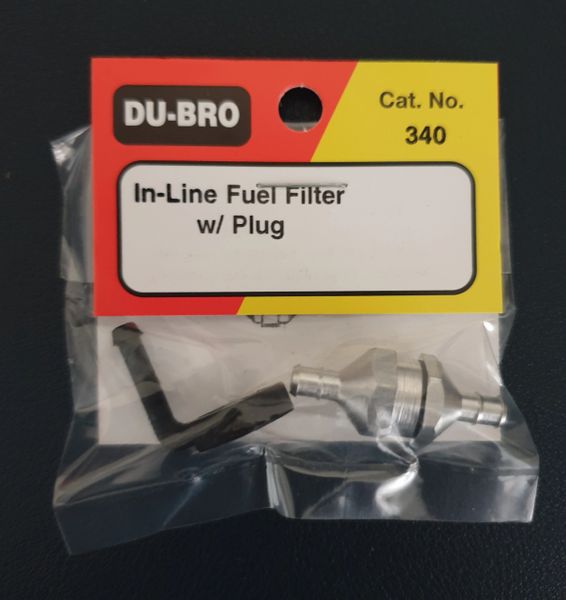 DU-BRO
Cat. No.
340
In-Line Fuel Filter
w/ Plug